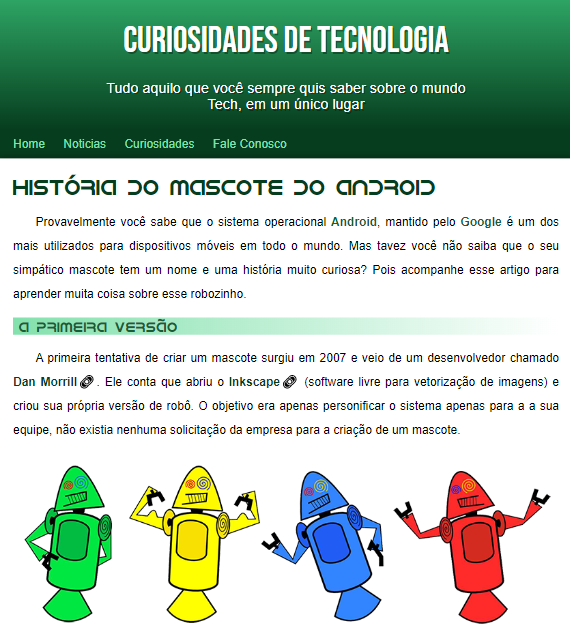 CURIOSIDADES DE TECNOLOGIA
Tudo aquilo que você sempre quis saber sobre o mundo
Tech, em um único lugar
Home Noticias Curiosidades Fale Conosco
HISTÓRIA DO MASCOTE DO ANDROID
Provavelmente você sabe que o sistema operacional Android, mantido pelo Google é um dos
mais utilizados para dispositivos móveis em todo o mundo. Mas tavez você não saiba que o seu
simpático mascote tem um nome e uma história muito curiosa? Pois acompanhe esse artigo para
aprender muita coisa sobre esse robozinho.
A PRIMEIRA VERSÃO
A primeira tentativa de criar um mascote surgiu em 2007 e veio de um desenvolvedor chamado
Dan Morrill. Ele conta que abriu o Inkscape (software livre para vetorização de imagens) e
criou sua própria versão de robô. O objetivo era apenas personificar o sistema apenas para a a sua
equipe, não existia nenhuma solicitação da empresa para a criação de um mascote.